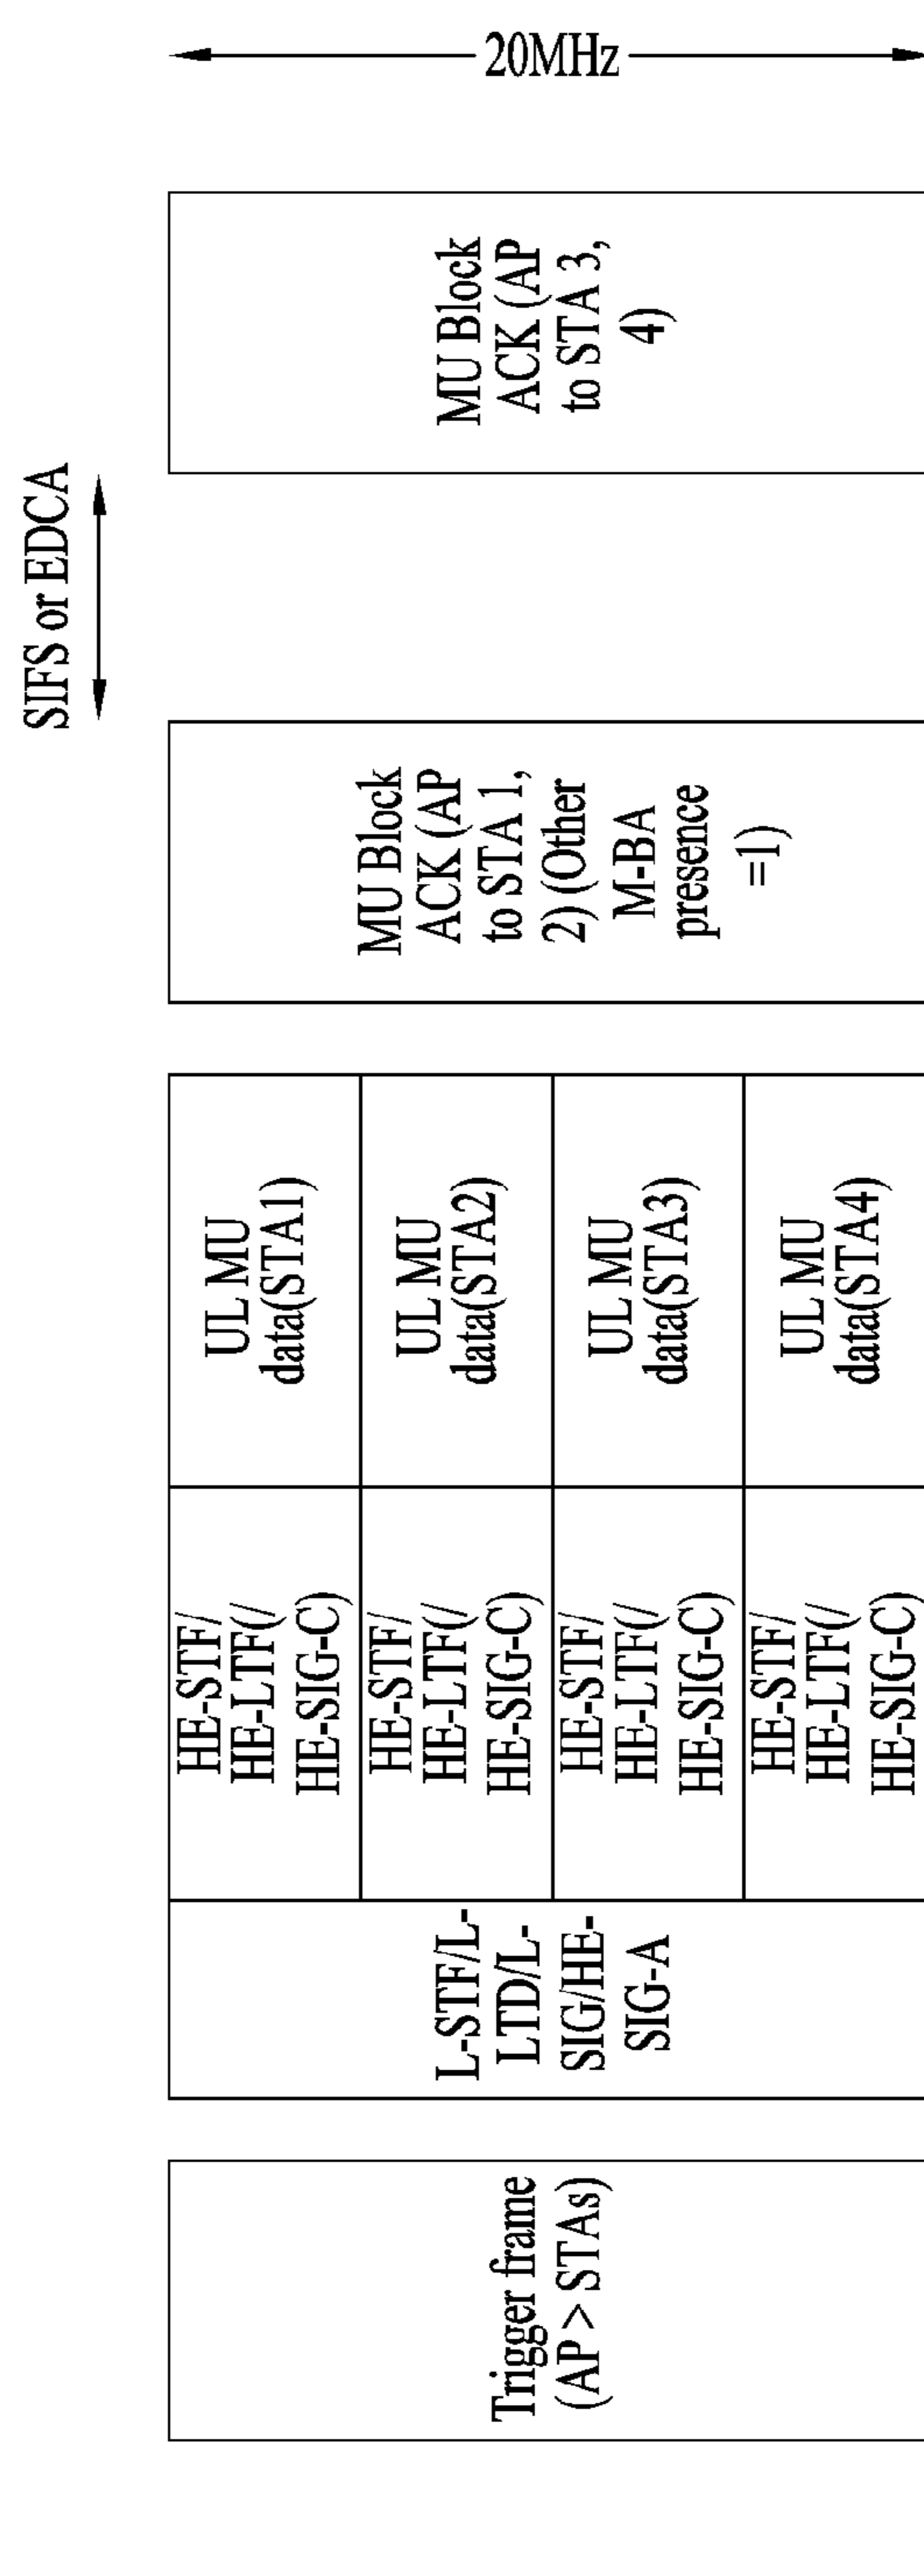 Trigger frame
(AP > STAs)
L-STF/L-
LTD/L-
SIG/HE-
SIG-A
HE-STF/
HE-LTF(/
HE-SIG-C)
UL MU
data(STA1)
HE-STF/
HE-LTF(/
HE-SIG-C)
UL MU
data(STA2)
HE-STF/
HE-LTF(/
HE-SIG-C)
UL MU
data(STA3)
HE-STF/
HE-LTF(/
HE-SIG-C)
UL MU
data(STA4)
MU Block
ACK (AP
to STA 1,
2) (Other
M-BA
presence
=1)
SIFS or EDCA
MU Block
ACK (AP
to STA 3,
4)
20MHz